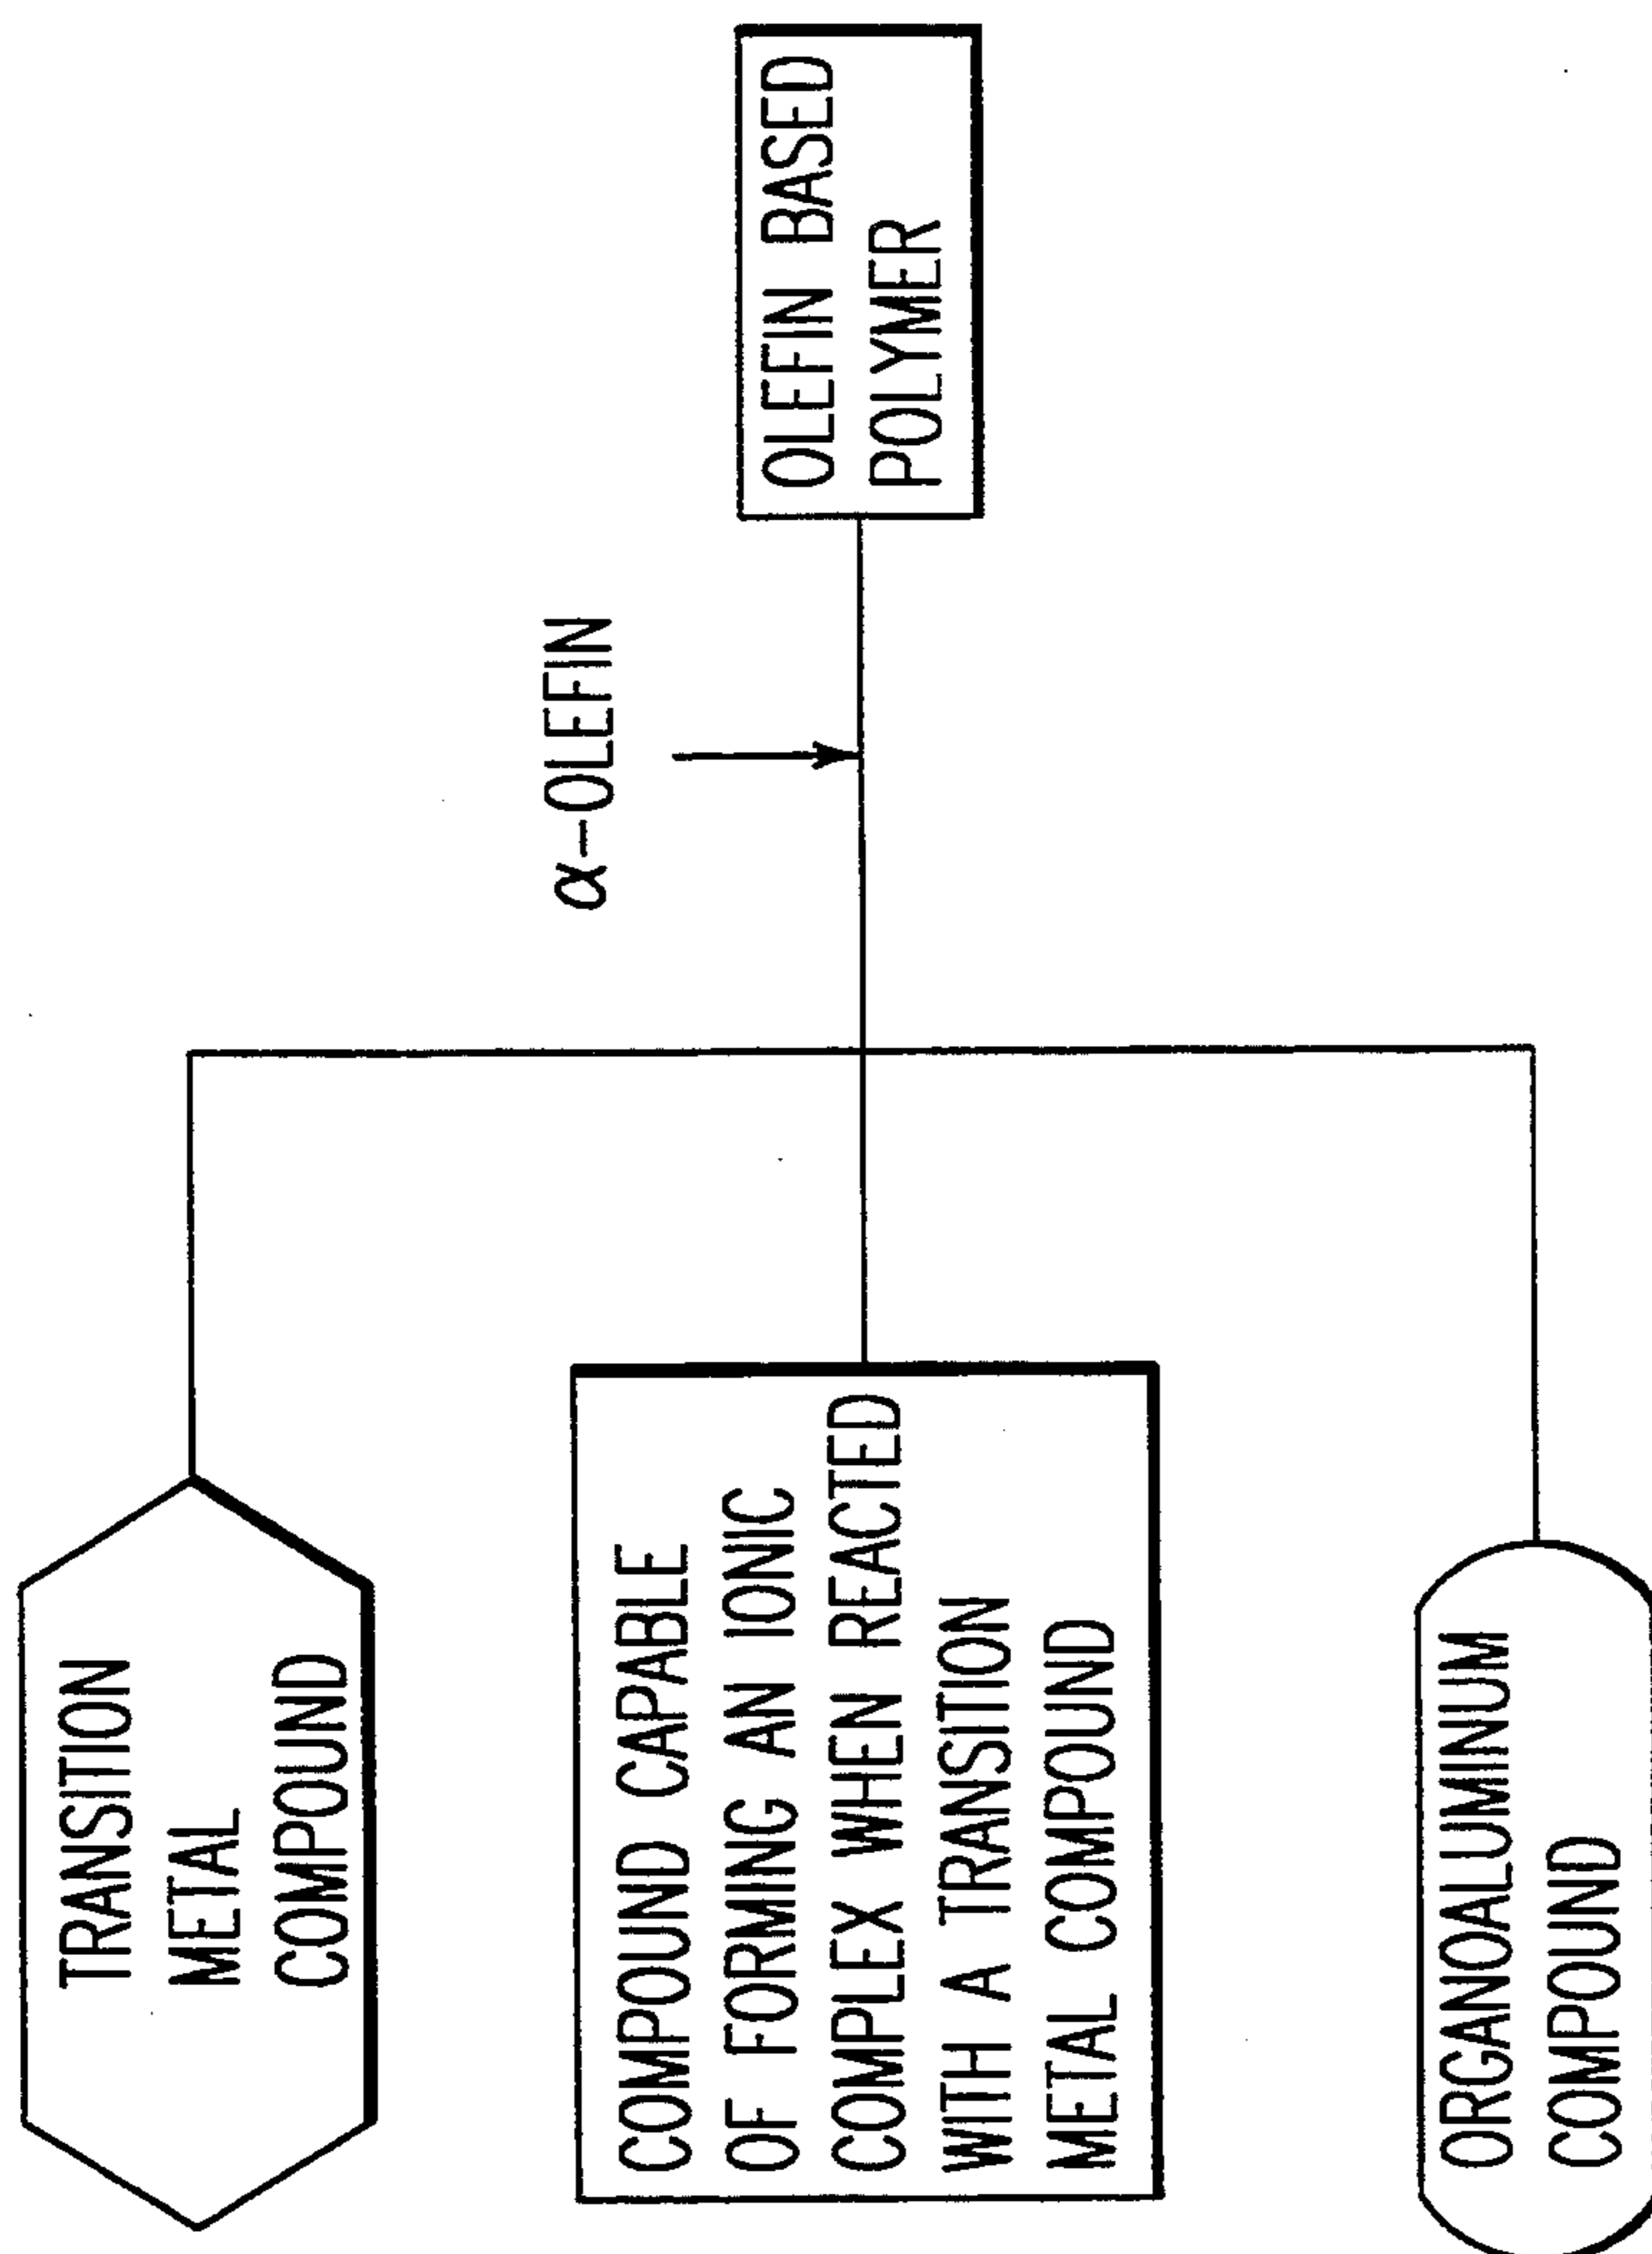 TRANSITION
METAL
COMPOUND
COMPOUND CAPABLE
OF FORMING AN IONIC
COMPLEX WHEN REACTED
WITH A TRANSITION
METAL COMPOUND
ORGANOALUMINUM
COMPOUND
α-OLEFIN
OLEFIN BASED
POLYMER